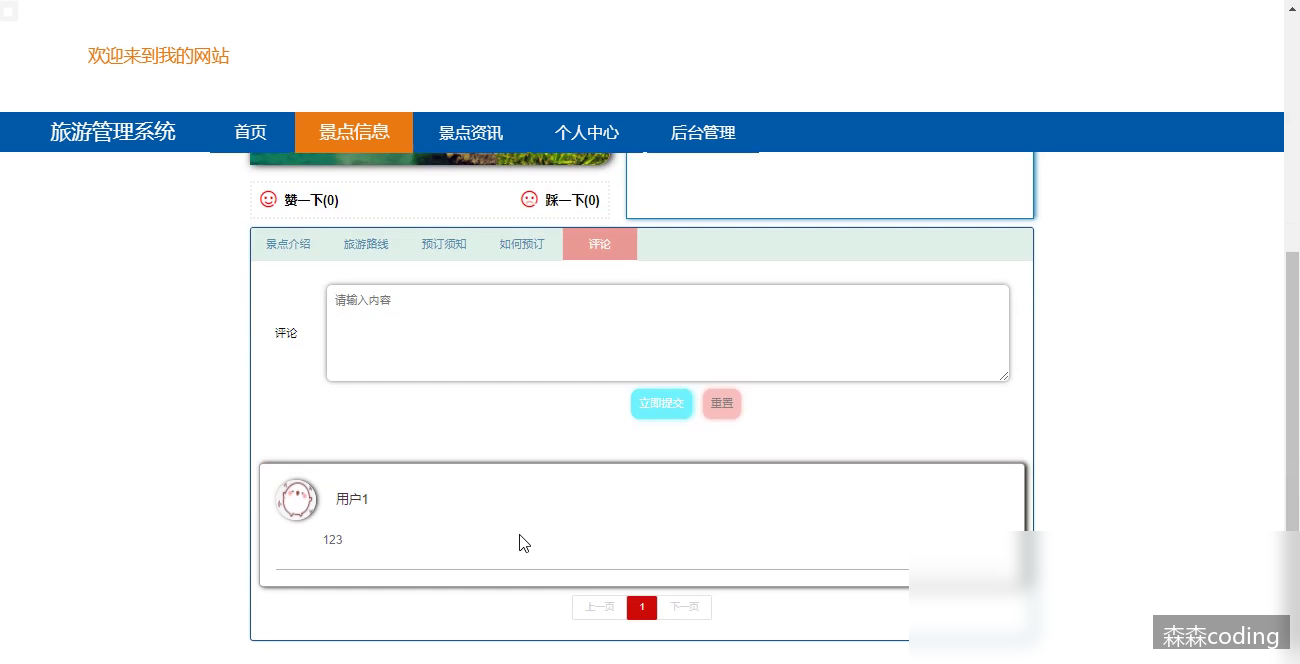 欢迎来到我的网站
旅游管理系统 首页 景点信息 景点资讯 个人中心 后台管理
赞一下(0) 踩一下(0)
景点介绍 旅游路线 预订须知 如何预订 评论
请输入内容
评论
立即提交 重置
用户1
123
上一页 1 下一页
森森coding